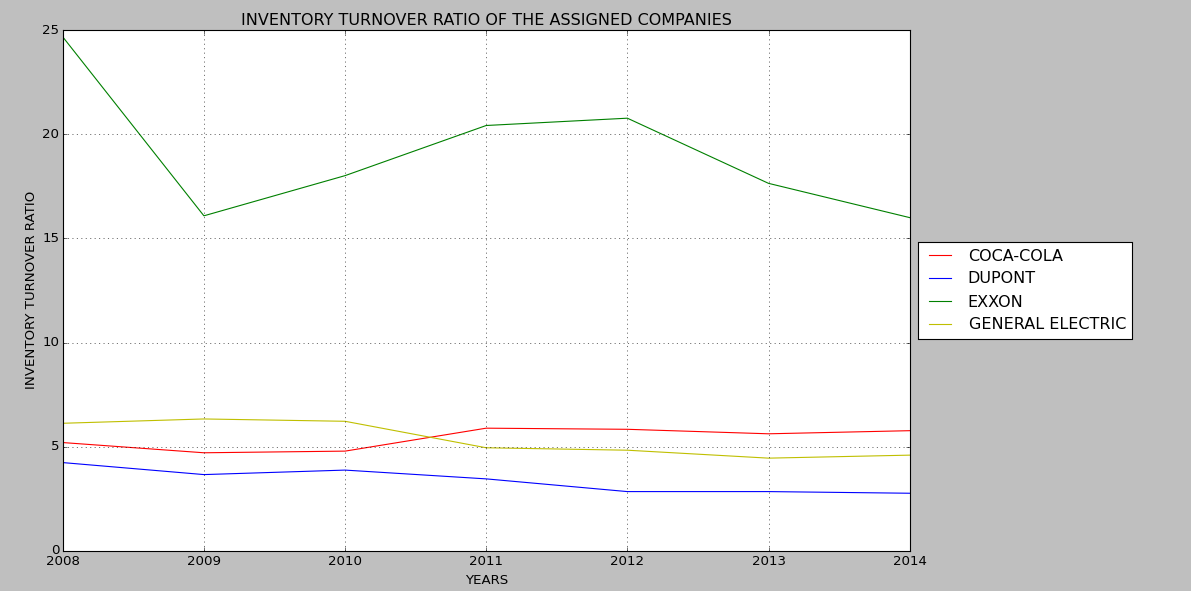 INVENTORY TURNOVER RATIO OF THE ASSIGNED COMPANIES
INVENTORY TURNOVER RATIO
25
20
15
10
5
0
2008 2009 2010 2011 2012 2013 2014
YEARS
COCA-COLA
DUPONT
EXXON
GENERAL ELECTRIC